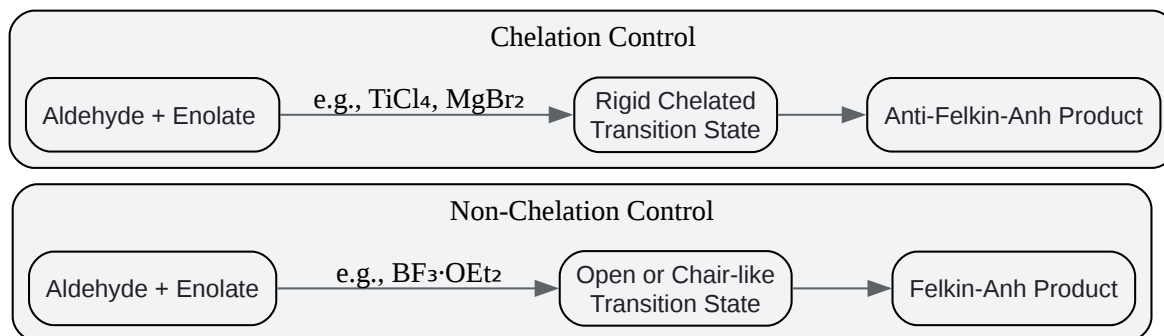 Chelation Control
Aldehyde + Enolate
e.g., TiCl₄, MgBr₂
Rigid Chelated
Transition State
Anti-Felkin-Anh Product
Non-Chelation Control
Aldehyde + Enolate
e.g., BF₃·OEt₂
Open or Chair-like
Transition State
Felkin-Anh Product